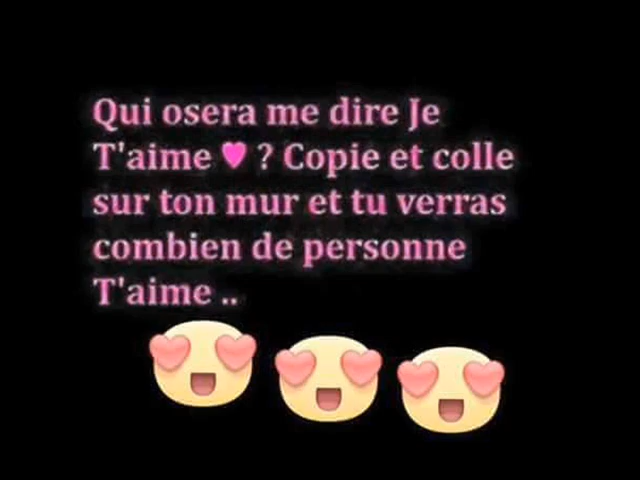 Qui osera me dire Je
T'aime ♥ ? Copie et colle
sur ton mur et tu verras
combien de personne
T'aime ..